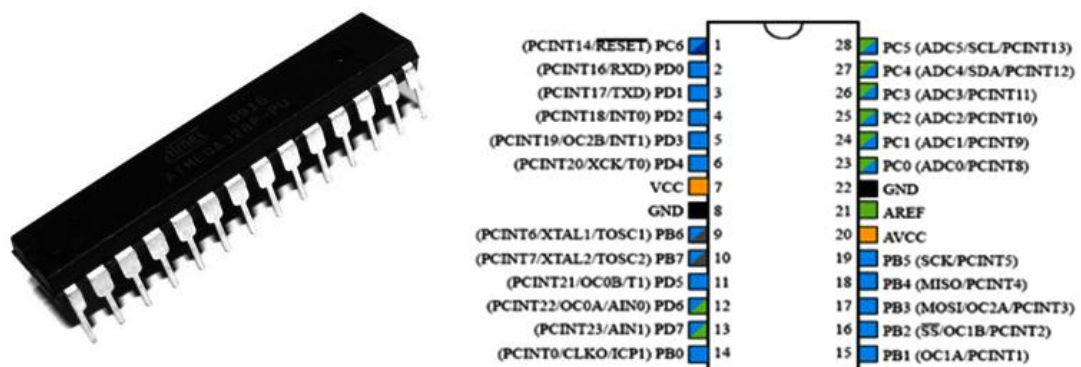 Atmel 0916
ATMEGA328P-PU
(PCINT14/RESET) PC6 1
(PCINT16/RXD) PD0 2
(PCINT17/TXD) PD1 3
(PCINT18/INT0) PD2 4
(PCINT19/OC2B/INT1) PD3 5
(PCINT20/XCK/T0) PD4 6
VCC 7
GND 8
(PCINT6/XTAL1/TOSC1) PB6 9
(PCINT7/XTAL2/TOSC2) PB7 10
(PCINT21/OC0B/T1) PD5 11
(PCINT22/OC0A/AIN0) PD6 12
(PCINT23/AIN1) PD7 13
(PCINT0/CLKO/ICP1) PB0 14
28 PC5 (ADC5/SCL/PCINT13)
27 PC4 (ADC4/SDA/PCINT12)
26 PC3 (ADC3/PCINT11)
25 PC2 (ADC2/PCINT10)
24 PC1 (ADC1/PCINT9)
23 PC0 (ADC0/PCINT8)
22 GND
21 AREF
20 AVCC
19 PB5 (SCK/PCINT5)
18 PB4 (MISO/PCINT4)
17 PB3 (MOSI/OC2A/PCINT3)
16 PB2 (SS/OC1B/PCINT2)
15 PB1 (OC1A/PCINT1)